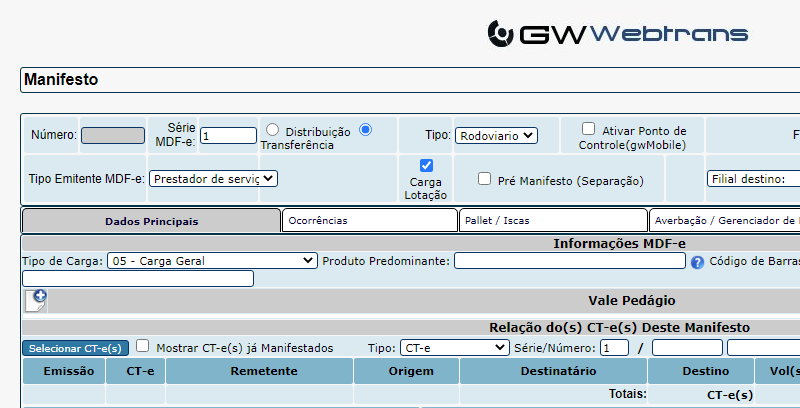 GW Webtrans
Manifesto
Número:
Série MDF-e: 1
Distribuição
Transferência
Tipo: Rodoviario
Ativar Ponto de Controle(gwMobile)
F
Tipo Emitente MDF-e: Prestador de serviç
Carga Lotação
Pré Manifesto (Separação)
Filial destino:
Dados Principais Ocorrências Pallet / Iscas Averbação / Gerenciador de
Informações MDF-e
Tipo de Carga: 05 - Carga Geral Produto Predominante: ? Código de Barras
Vale Pedágio
Relação do(s) CT-e(s) Deste Manifesto
Selecionar CT-e(s) Mostrar CT-e(s) já Manifestados Tipo: CT-e Série/Número: 1 /
Emissão CT-e Remetente Origem Destinatário Destino Vol(s
Totais: CT-e(s)